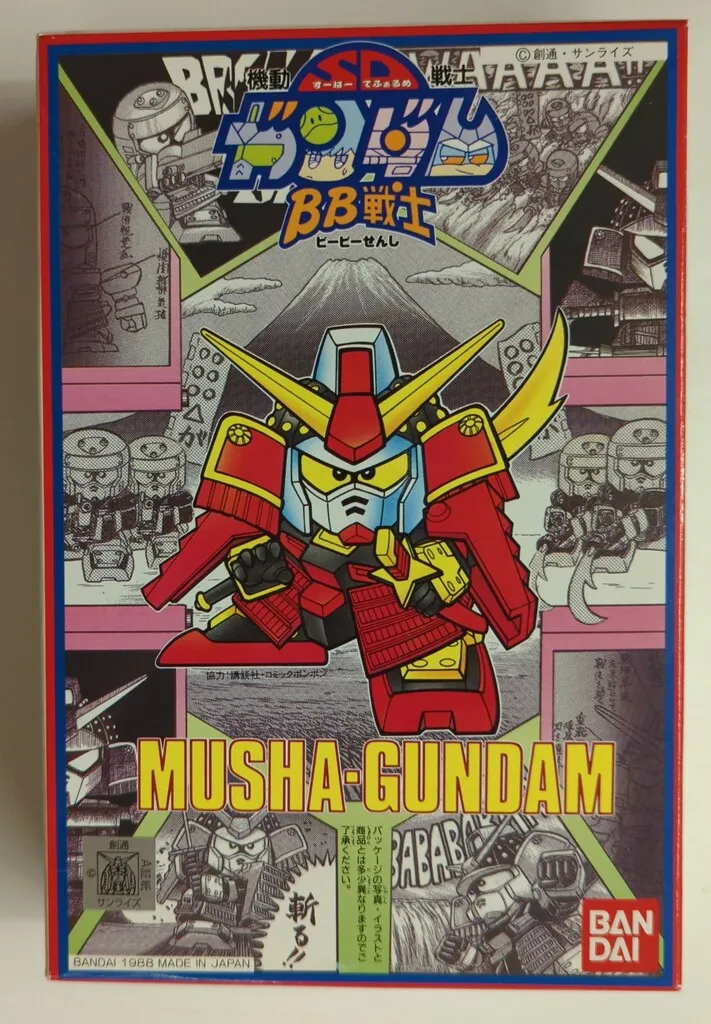 ©創通・サンライズ
機動 SD 戦士
すーぱー でふぉるめ
ガンダム
BB戦士
ビービーせんし
協力:講談社・コミックボンボン
MUSHA·GUNDAM
BABABA
斬る!!
パッケージの写真・イラストと
商品とは多少異なりますのでご
了承ください。
創通
©
サンライズ
BANDAI 1988 MADE IN JAPAN
BAN
DAI